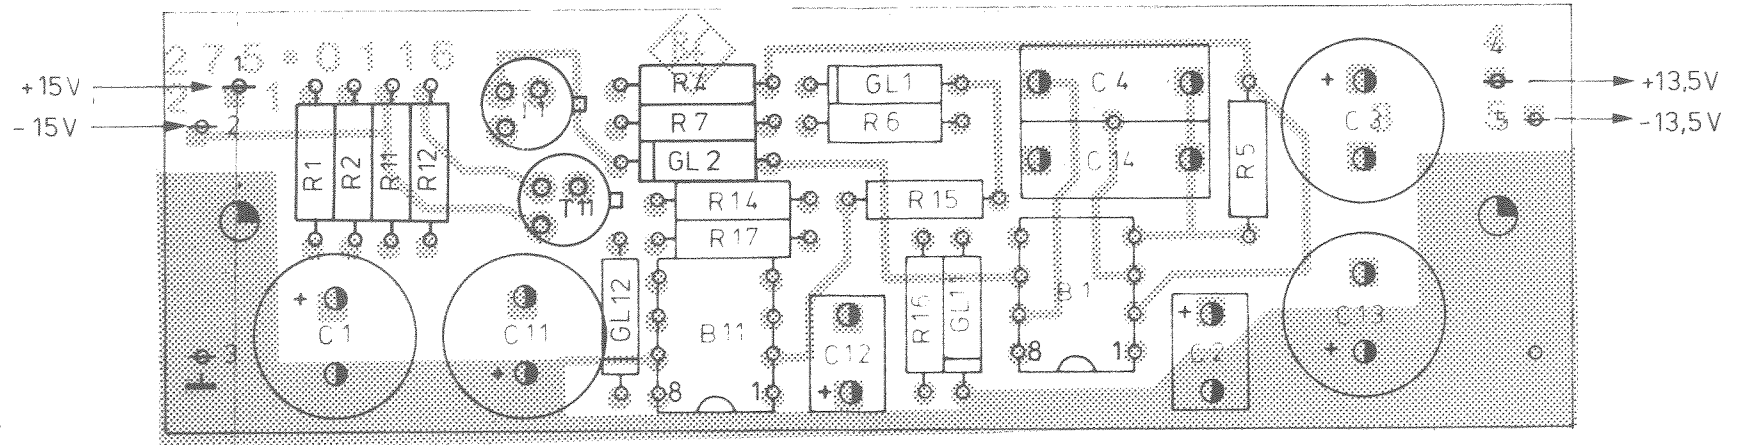 275·0116
1
4
+15V
+13,5V
2
-15V
5
-13,5V
R4
GL1
C4
C3
T1
R7
R6
GL2
C14
R5
R1
R2
R11
R12
T11
R14
R15
R17
GL12
B11
C12
R16
GL11
B1
C1
C11
C2
C13
3
8
1
8
1
+
+
+
+
+
+